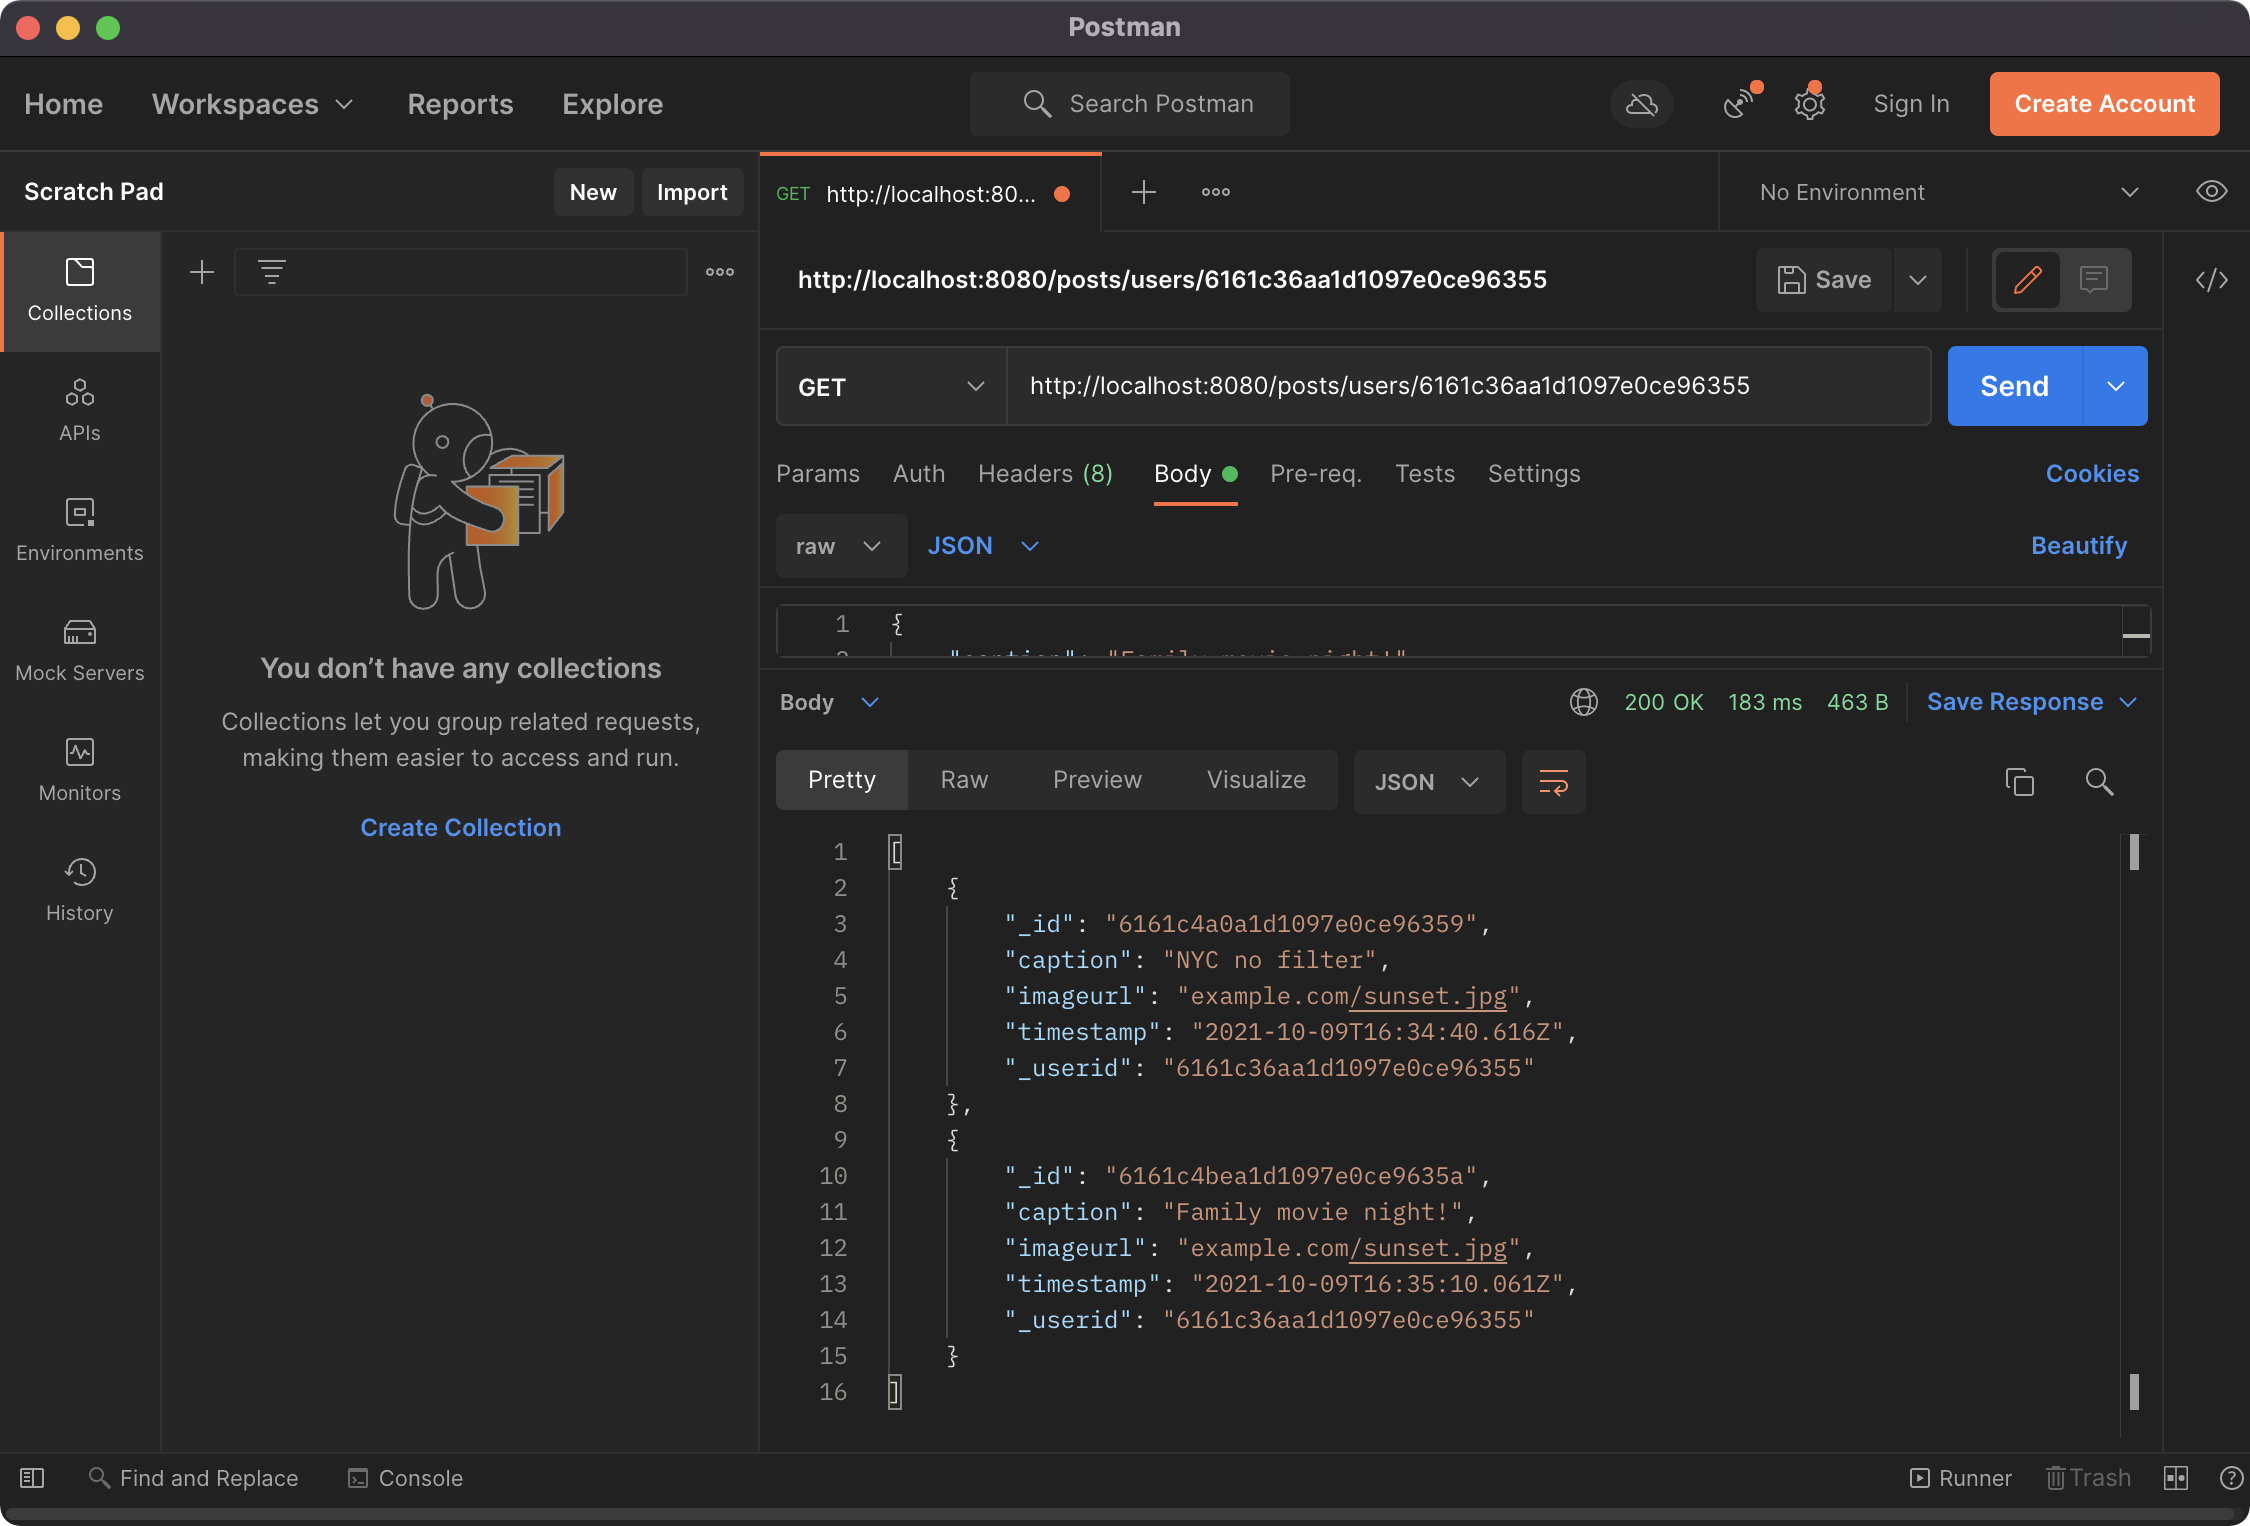 Postman
Home Workspaces Reports Explore Search Postman Sign In Create Account
Scratch Pad New Import GET http://localhost:80... No Environment
Collections
APIs
Environments
Mock Servers
Monitors
History
You don’t have any collections
Collections let you group related requests,
making them easier to access and run.
Create Collection
http://localhost:8080/posts/users/6161c36aa1d1097e0ce96355 Save
GET http://localhost:8080/posts/users/6161c36aa1d1097e0ce96355 Send
Params Auth Headers (8) Body Pre-req. Tests Settings Cookies
raw JSON Beautify
1 {
2 "caption": "Family movie night!"
Body 200 OK 183 ms 463 B Save Response
Pretty Raw Preview Visualize JSON
1 [
2 {
3 "_id": "6161c4a0a1d1097e0ce96359",
4 "caption": "NYC no filter",
5 "imageurl": "example.com/sunset.jpg",
6 "timestamp": "2021-10-09T16:34:40.616Z",
7 "_userid": "6161c36aa1d1097e0ce96355"
8 },
9 {
10 "_id": "6161c4bea1d1097e0ce9635a",
11 "caption": "Family movie night!",
12 "imageurl": "example.com/sunset.jpg",
13 "timestamp": "2021-10-09T16:35:10.061Z",
14 "_userid": "6161c36aa1d1097e0ce96355"
15 }
16 ]
Find and Replace Console Runner Trash